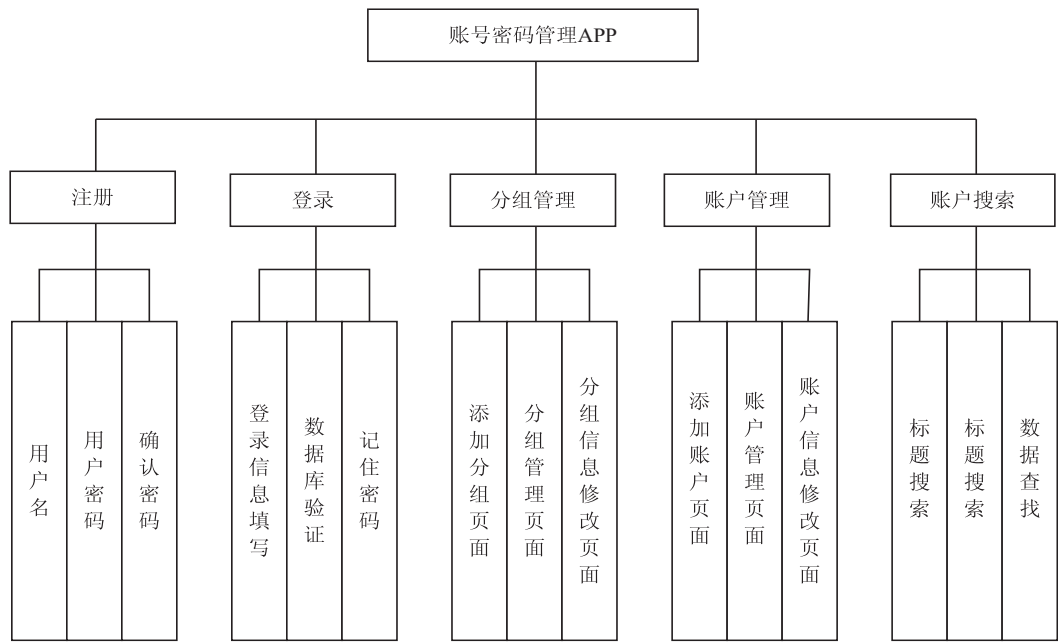 账号密码管理APP
注册
登录
分组管理
账户管理
账户搜索
用户名
用户密码
确认密码
登录信息填写
数据库验证
记住密码
添加分组页面
分组管理页面
分组信息修改页面
添加账户页面
账户管理页面
账户信息修改页面
标题搜索
标题搜索
数据查找